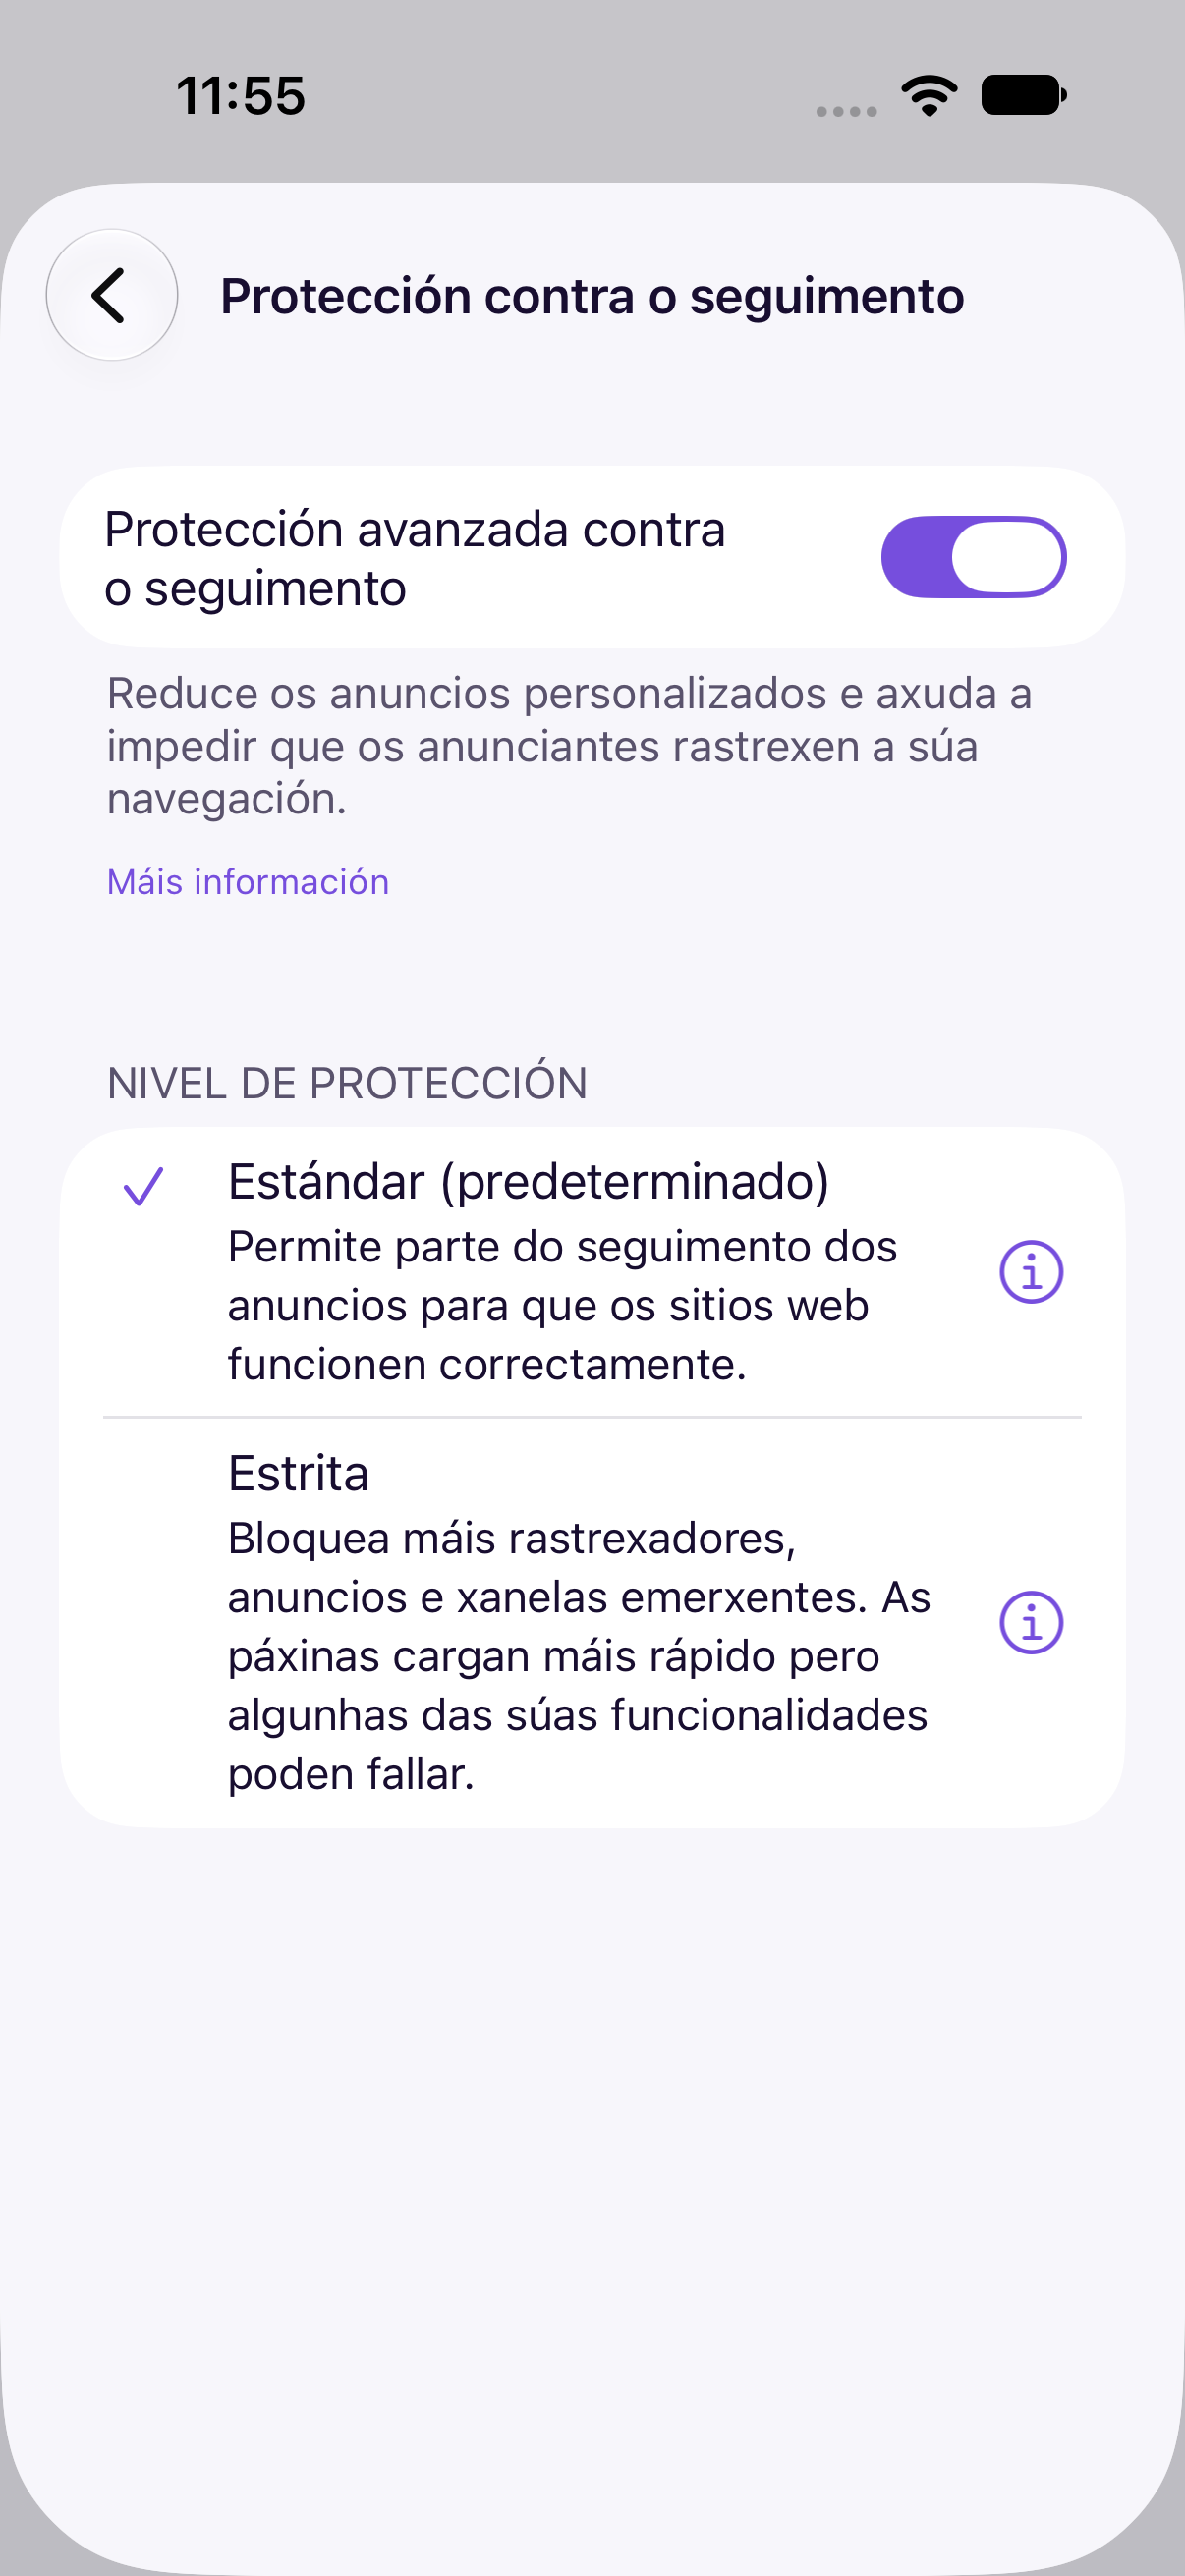 11:55
Protección contra o seguimento
Protección avanzada contra
o seguimento
Reduce os anuncios personalizados e axuda a
impedir que os anunciantes rastrexen a súa
navegación.
Máis información
NIVEL DE PROTECCIÓN
Estándar (predeterminado)
Permite parte do seguimento dos
anuncios para que os sitios web
funcionen correctamente.
Estrita
Bloquea máis rastrexadores,
anuncios e xanelas emerxentes. As
páxinas cargan máis rápido pero
algunhas das súas funcionalidades
poden fallar.